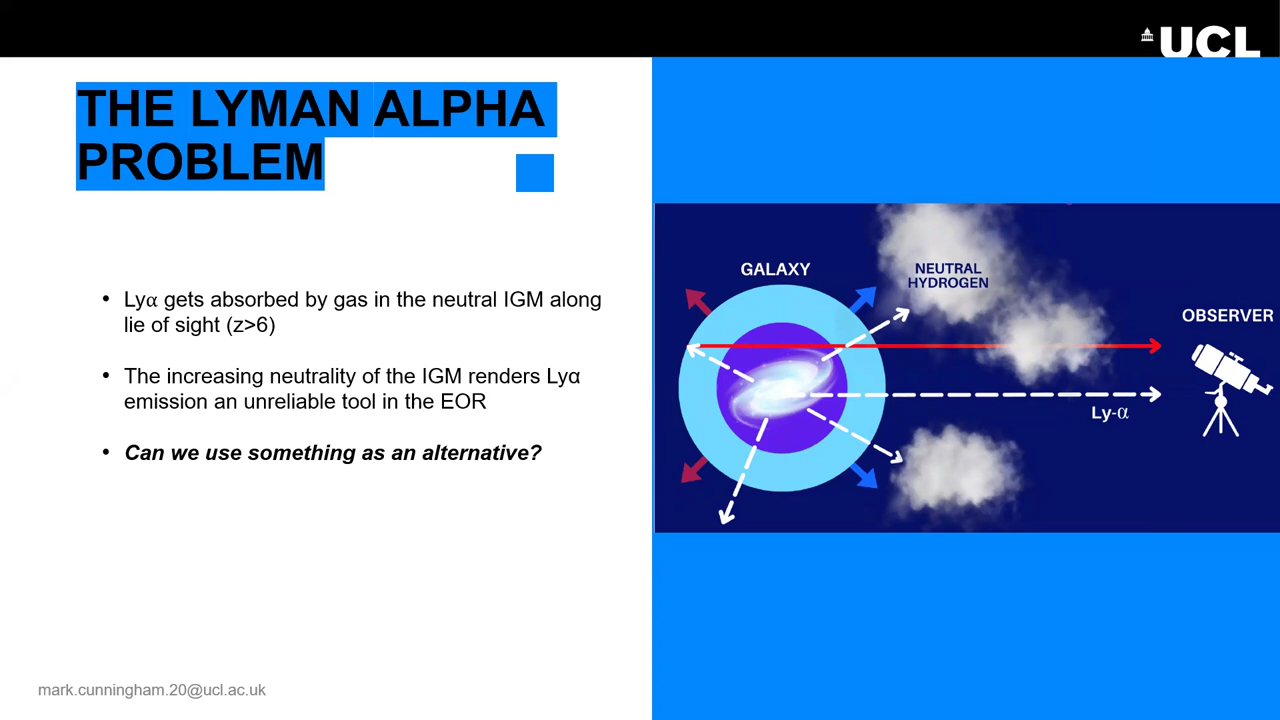 UCL
THE LYMAN ALPHA
PROBLEM
• Lyα gets absorbed by gas in the neutral IGM along
lie of sight (z>6)
• The increasing neutrality of the IGM renders Lyα
emission an unreliable tool in the EOR
• Can we use something as an alternative?
GALAXY
NEUTRAL
HYDROGEN
OBSERVER
Ly-α
mark.cunningham.20@ucl.ac.uk